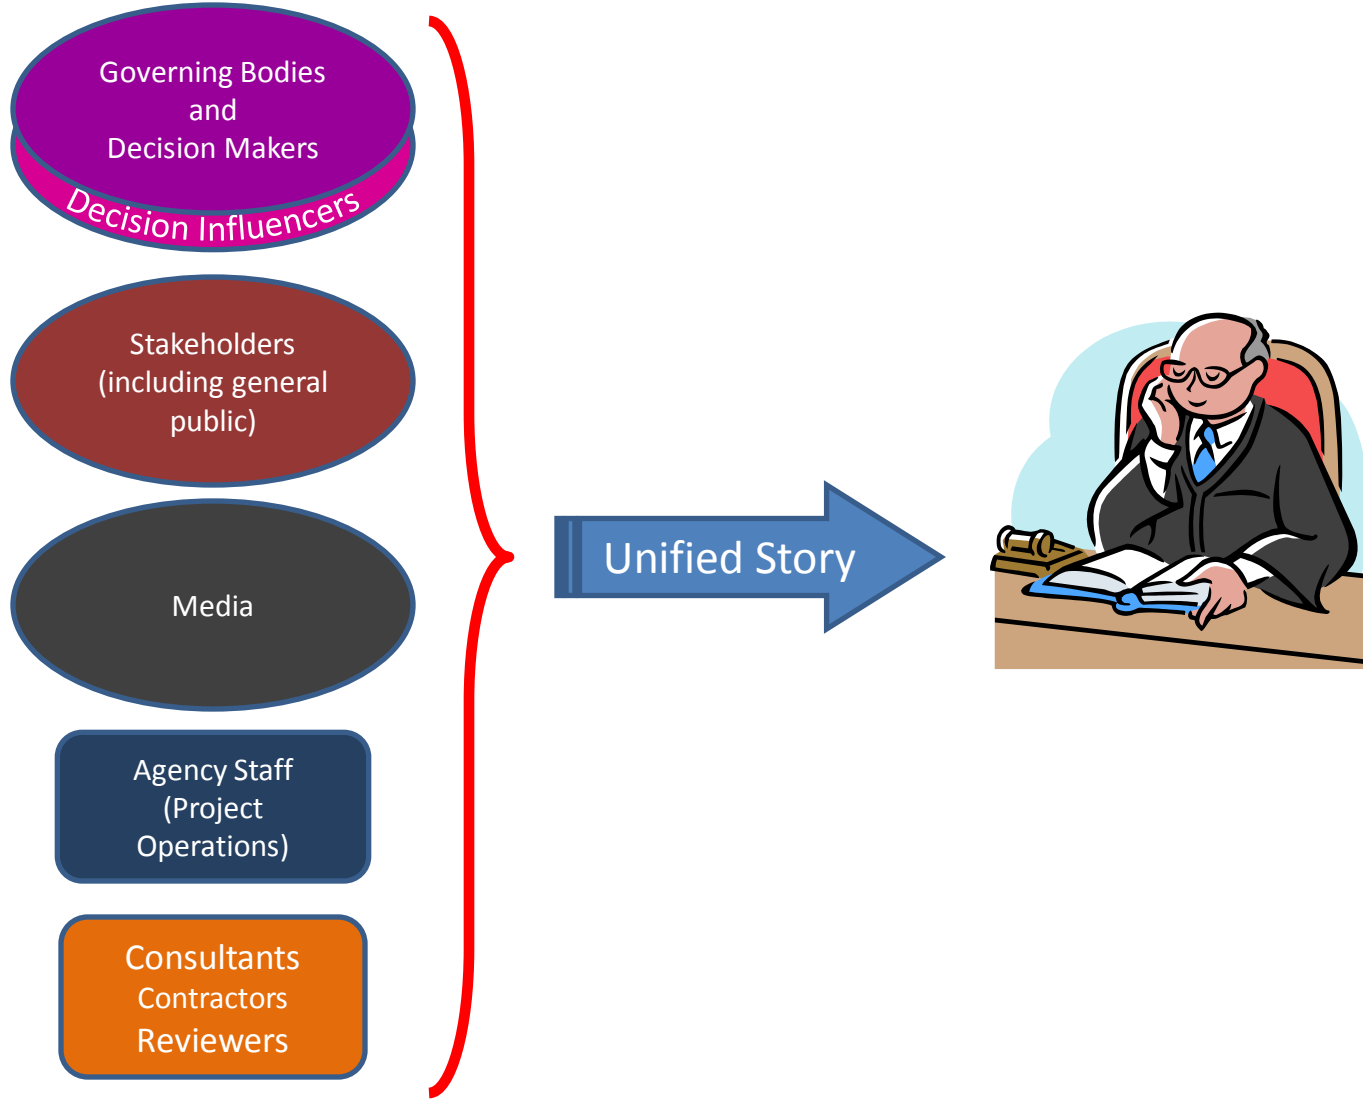 Governing Bodies
and
Decision Makers
Decision Influencers
Stakeholders
(including general
public)
Media
Agency Staff
(Project
Operations)
Consultants
Contractors
Reviewers
Unified Story